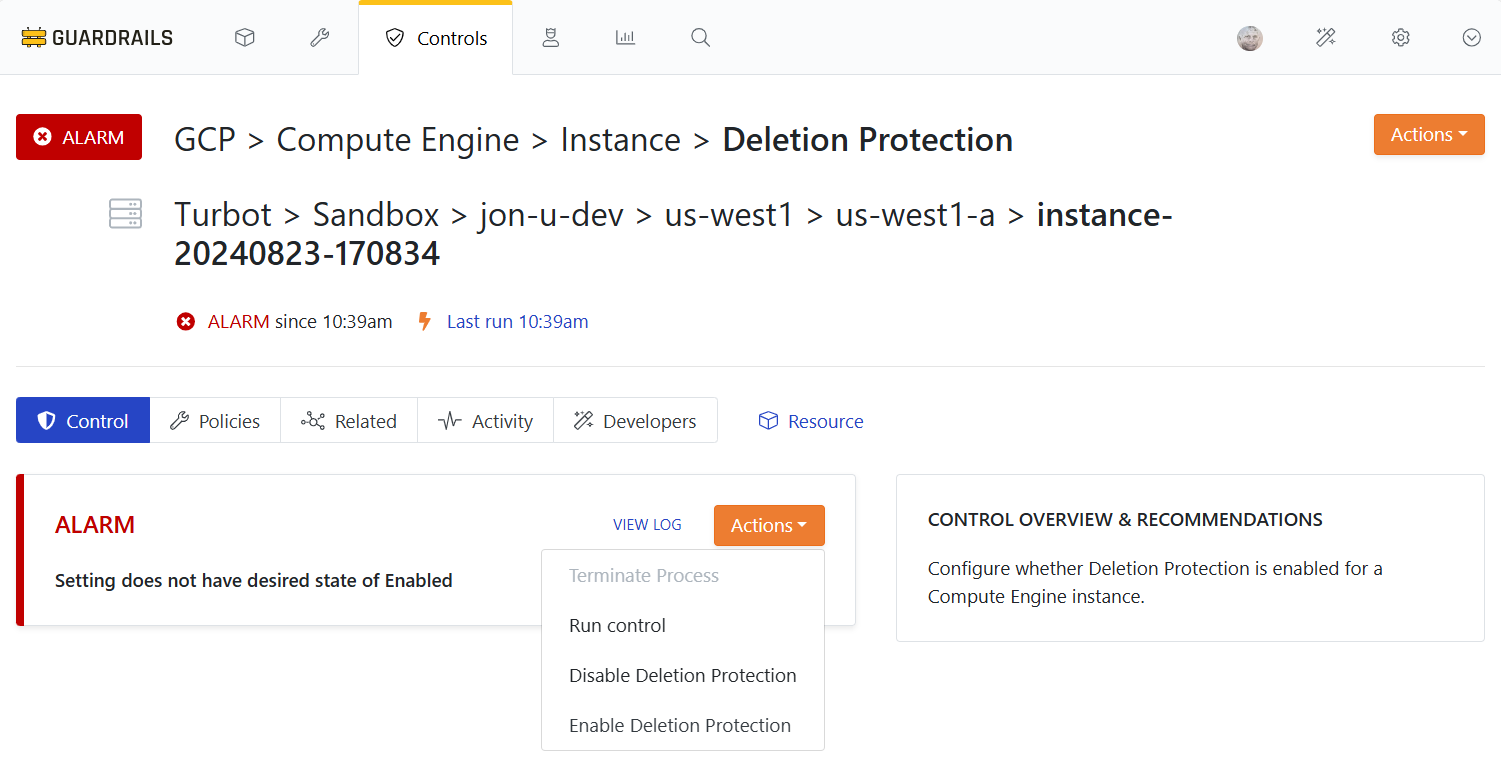 GUARDRAILS
Controls
ALARM
GCP > Compute Engine > Instance > Deletion Protection
Actions
Turbot > Sandbox > jon-u-dev > us-west1 > us-west1-a > instance-
20240823-170834
ALARM since 10:39am
Last run 10:39am
Control
Policies
Related
Activity
Developers
Resource
ALARM
VIEW LOG
Actions
Setting does not have desired state of Enabled
Terminate Process
Run control
Disable Deletion Protection
Enable Deletion Protection
CONTROL OVERVIEW & RECOMMENDATIONS
Configure whether Deletion Protection is enabled for a
Compute Engine instance.